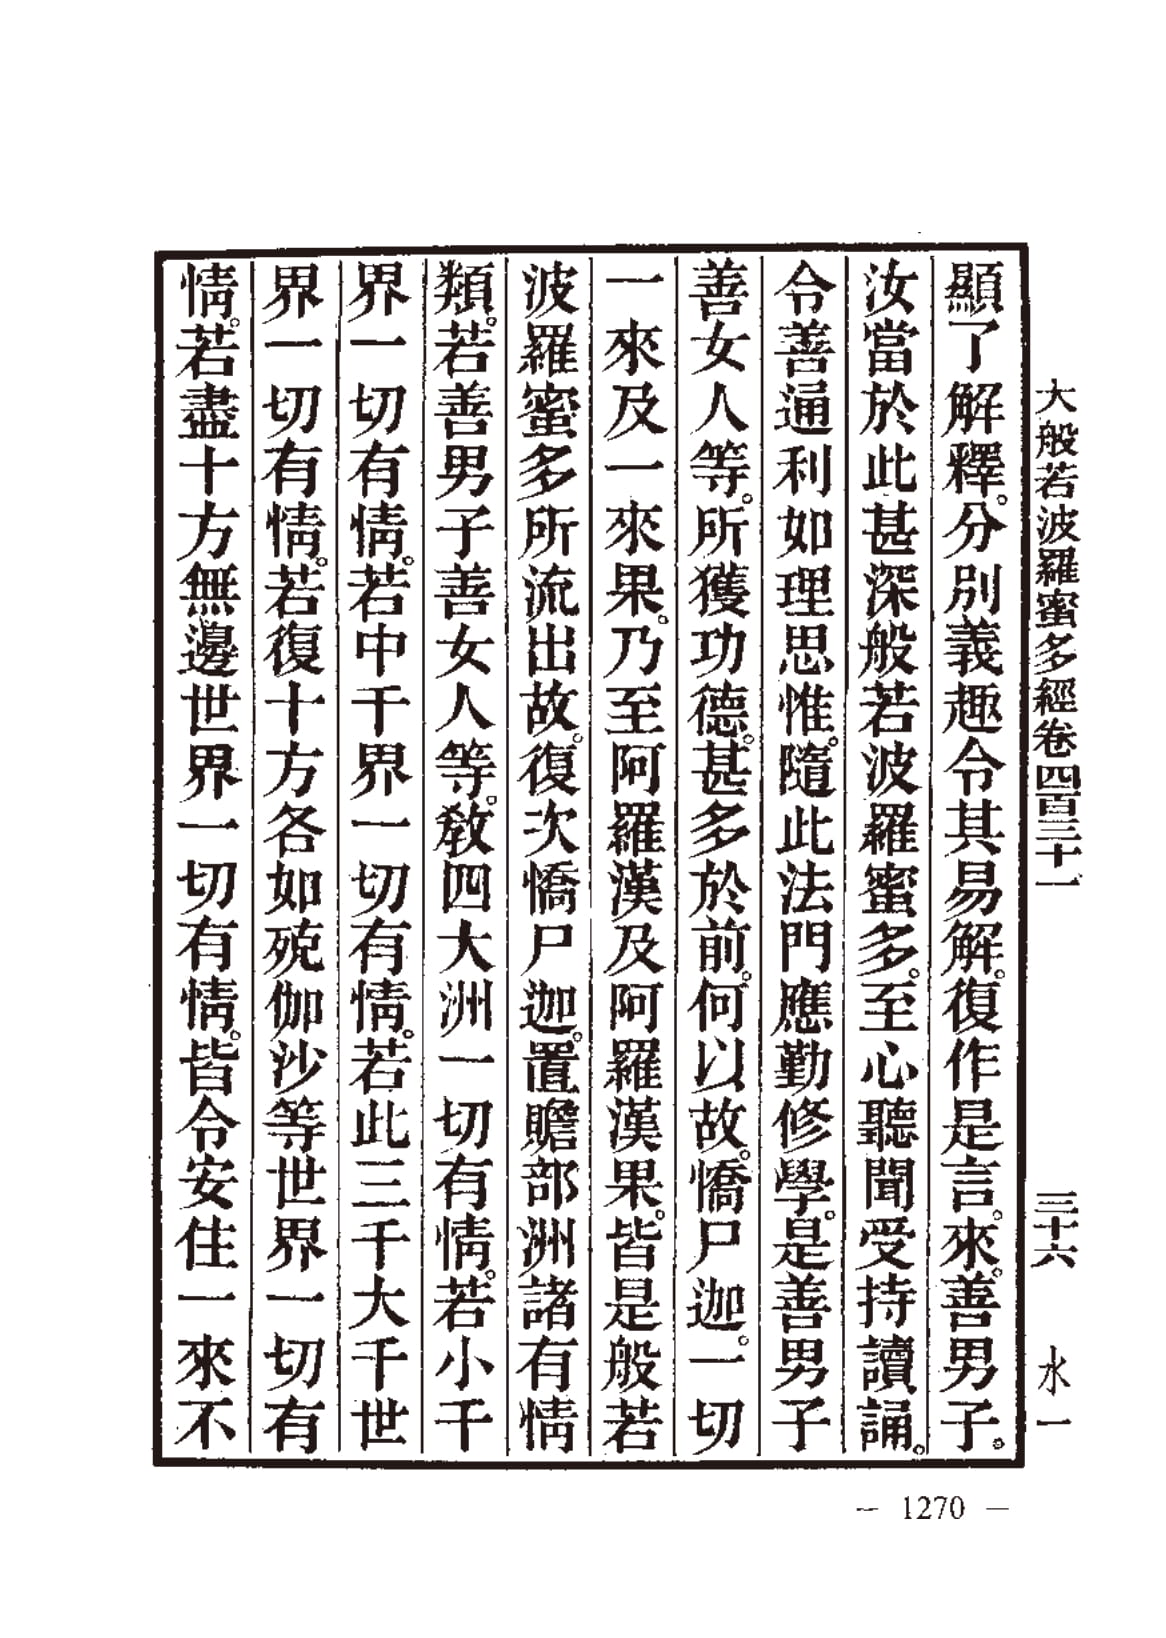 大般若波羅蜜多經卷四百三十一 三十六 水一
顯了解釋。分別義趣令其易解。復作是言。來。善男子。
汝當於此甚深般若波羅蜜多。至心聽聞受持讀誦。
令善通利如理思惟。隨此法門應勤修學。是善男子
善女人等。所獲功德。甚多於前。何以故。憍尸迦。一切
一來及一來果。乃至阿羅漢及阿羅漢果。皆是般若
波羅蜜多所流出故。復次憍尸迦。置贍部洲諸有情
類。若善男子善女人等。敎四大洲一切有情。若小千
界一切有情。若中千界一切有情。若此三千大千世
界一切有情。若復十方各如殑伽沙等世界一切有
情。若盡十方無邊世界一切有情。皆令安住一來不
— 1270 —